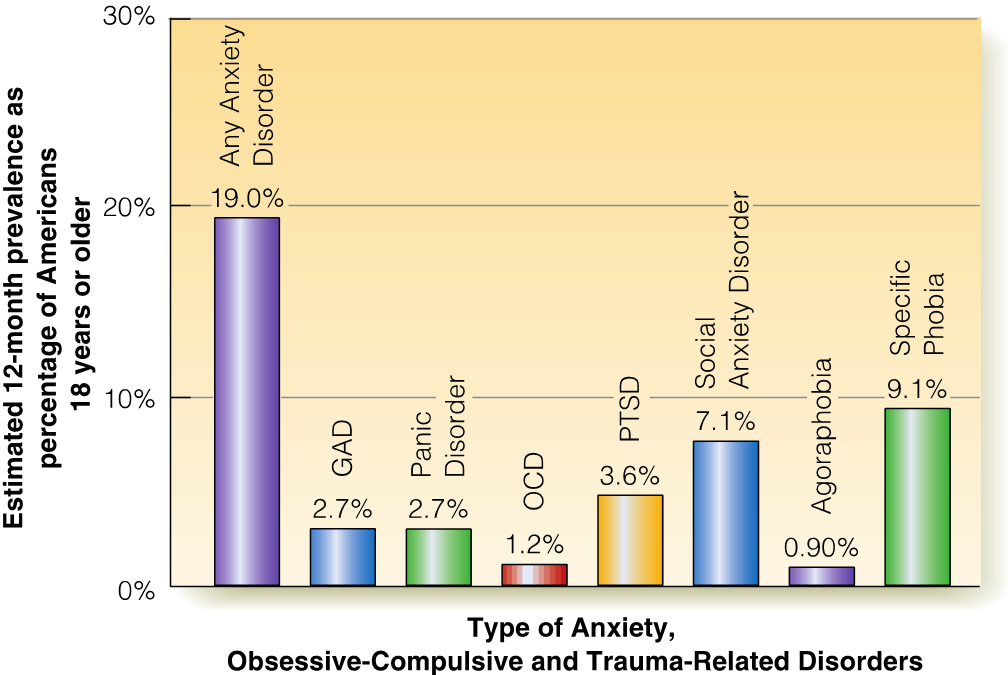 Estimated 12-month prevalence as
percentage of Americans
18 years or older
30%
20%
10%
0%
Any Anxiety
Disorder
19.0%
GAD
2.7%
Panic
Disorder
2.7%
OCD
1.2%
PTSD
3.6%
Social
Anxiety Disorder
7.1%
Agoraphobia
0.90%
Specific
Phobia
9.1%
Type of Anxiety,
Obsessive-Compulsive and Trauma-Related Disorders